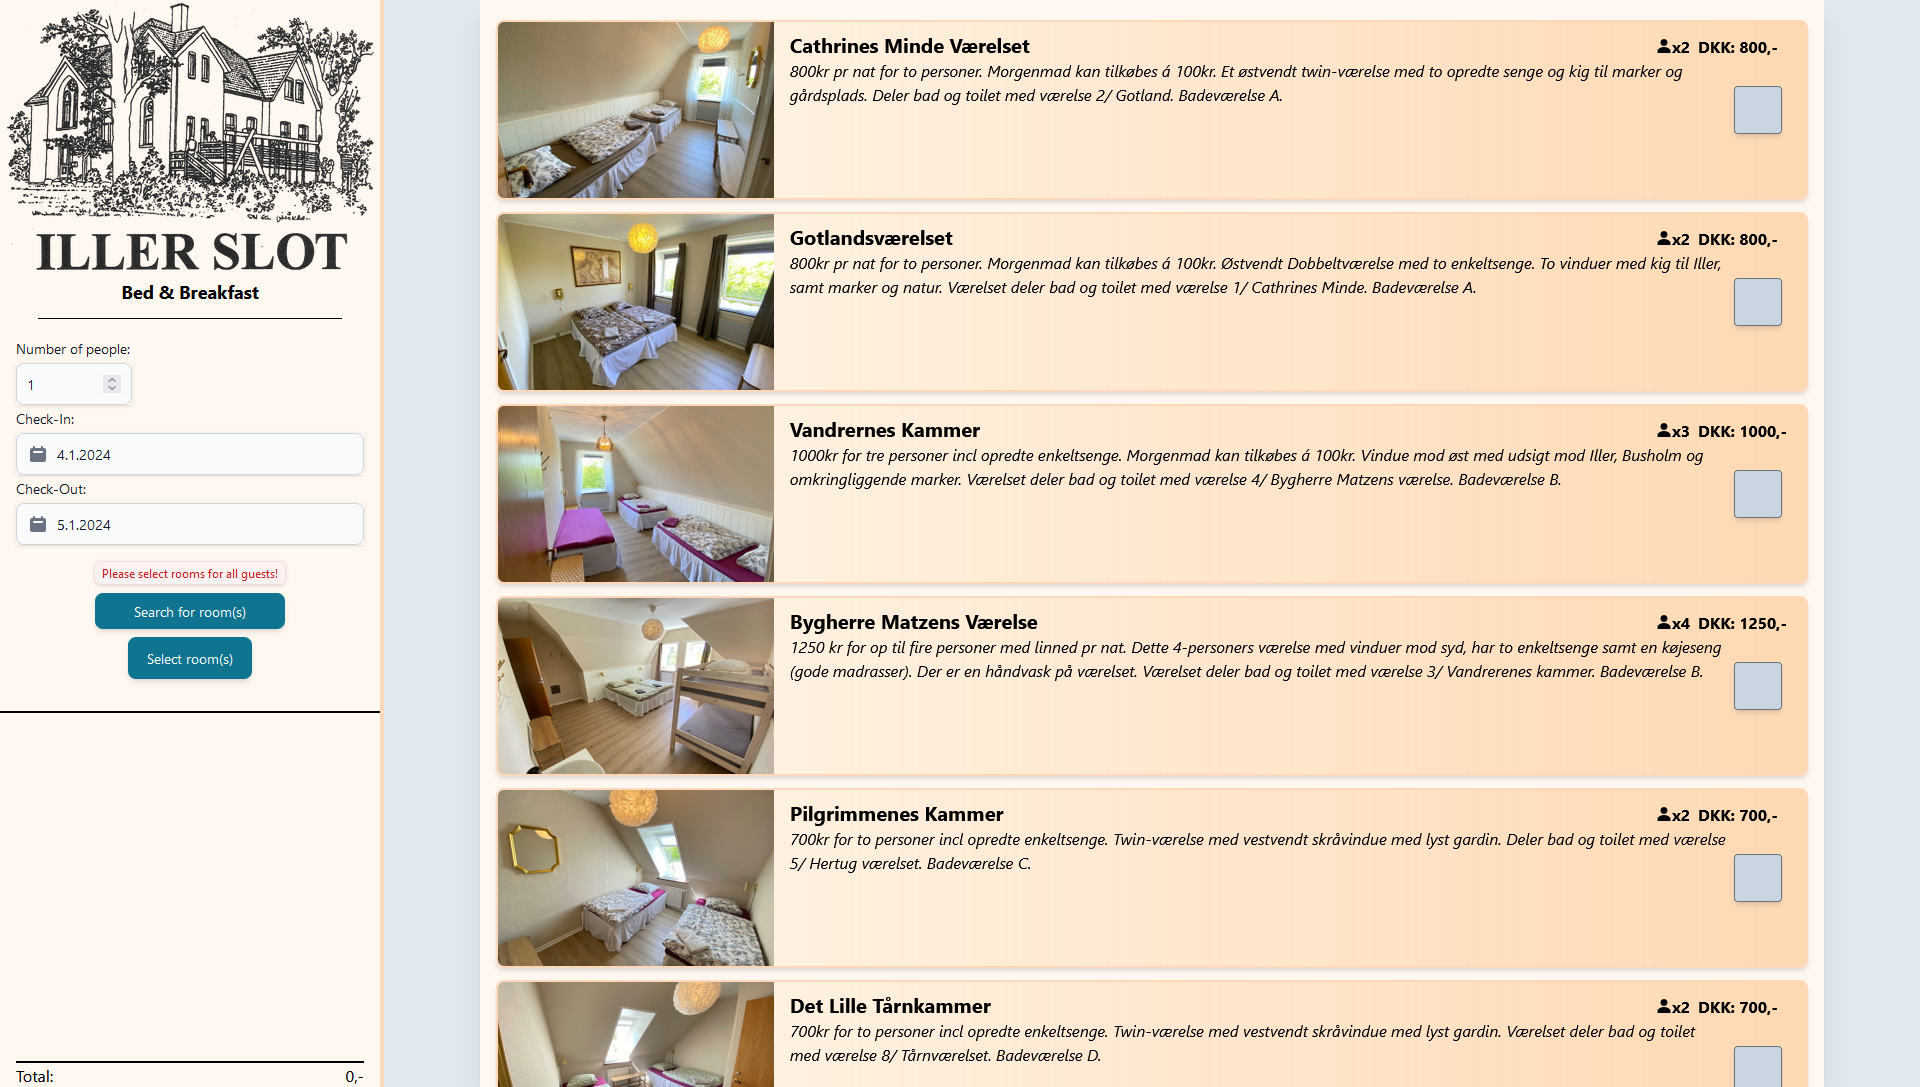 ILLER SLOT
Bed & Breakfast
Number of people:
1
Check-In:
4.1.2024
Check-Out:
5.1.2024
Please select rooms for all guests!
Search for room(s)
Select room(s)
Total: 0,-
Cathrines Minde Værelset x2 DKK: 800,-
800kr pr nat for to personer. Morgenmad kan tilkøbes á 100kr. Et østvendt twin-værelse med to opredte senge og kig til marker og
gårdsplads. Deler bad og toilet med værelse 2/ Gotland. Badeværelse A.
Gotlandsværelset x2 DKK: 800,-
800kr pr nat for to personer. Morgenmad kan tilkøbes á 100kr. Østvendt Dobbeltværelse med to enkeltsenge. To vinduer med kig til Iller,
samt marker og natur. Værelset deler bad og toilet med værelse 1/ Cathrines Minde. Badeværelse A.
Vandrernes Kammer x3 DKK: 1000,-
1000kr for tre personer incl opredte enkeltsenge. Morgenmad kan tilkøbes á 100kr. Vindue mod øst med udsigt mod Iller, Busholm og
omkringliggende marker. Værelset deler bad og toilet med værelse 4/ Bygherre Matzens værelse. Badeværelse B.
Bygherre Matzens Værelse x4 DKK: 1250,-
1250 kr for op til fire personer med linned pr nat. Dette 4-personers værelse med vinduer mod syd, har to enkeltsenge samt en køjeseng
(gode madrasser). Der er en håndvask på værelset. Værelset deler bad og toilet med værelse 3/ Vandrerenes kammer. Badeværelse B.
Pilgrimmenes Kammer x2 DKK: 700,-
700kr for to personer incl opredte enkeltsenge. Twin-værelse med vestvendt skråvindue med lyst gardin. Deler bad og toilet med værelse
5/ Hertug værelset. Badeværelse C.
Det Lille Tårnkammer x2 DKK: 700,-
700kr for to personer incl opredte enkeltsenge. Twin-værelse med vestvendt skråvindue med lyst gardin. Værelset deler bad og toilet
med værelse 8/ Tårnværelset. Badeværelse D.